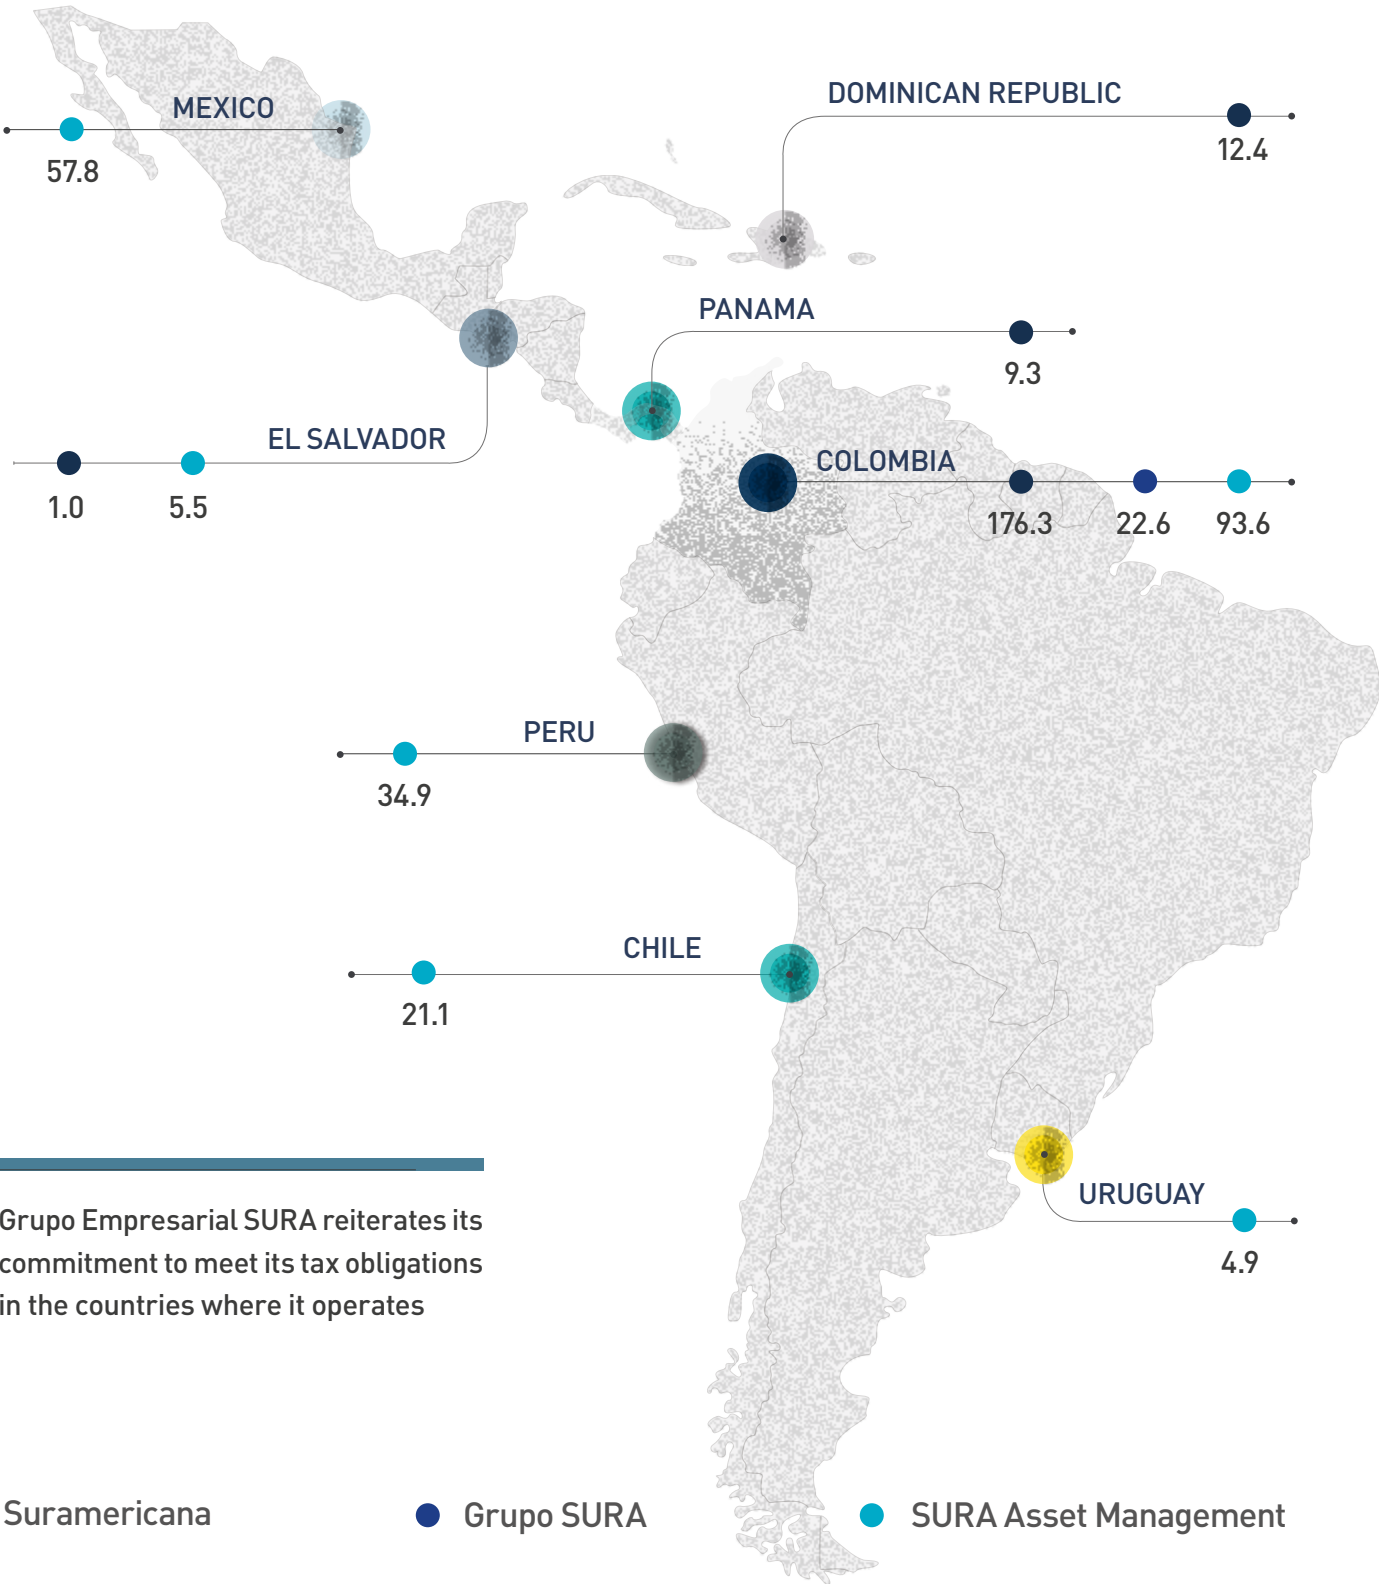 MEXICO
57.8
DOMINICAN REPUBLIC
12.4
PANAMA
9.3
EL SALVADOR
1.0 5.5
COLOMBIA
176.3 22.6 93.6
PERU
34.9
CHILE
21.1
URUGUAY
4.9
Grupo Empresarial SURA reiterates its
commitment to meet its tax obligations
in the countries where it operates
Suramericana Grupo SURA SURA Asset Management